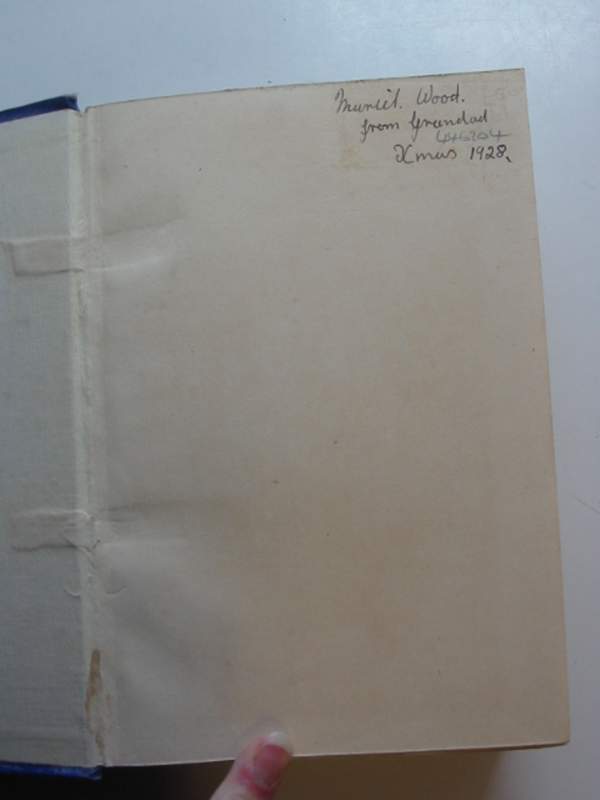 Muriel. Wood.
from Grandad
Xmas 1928.